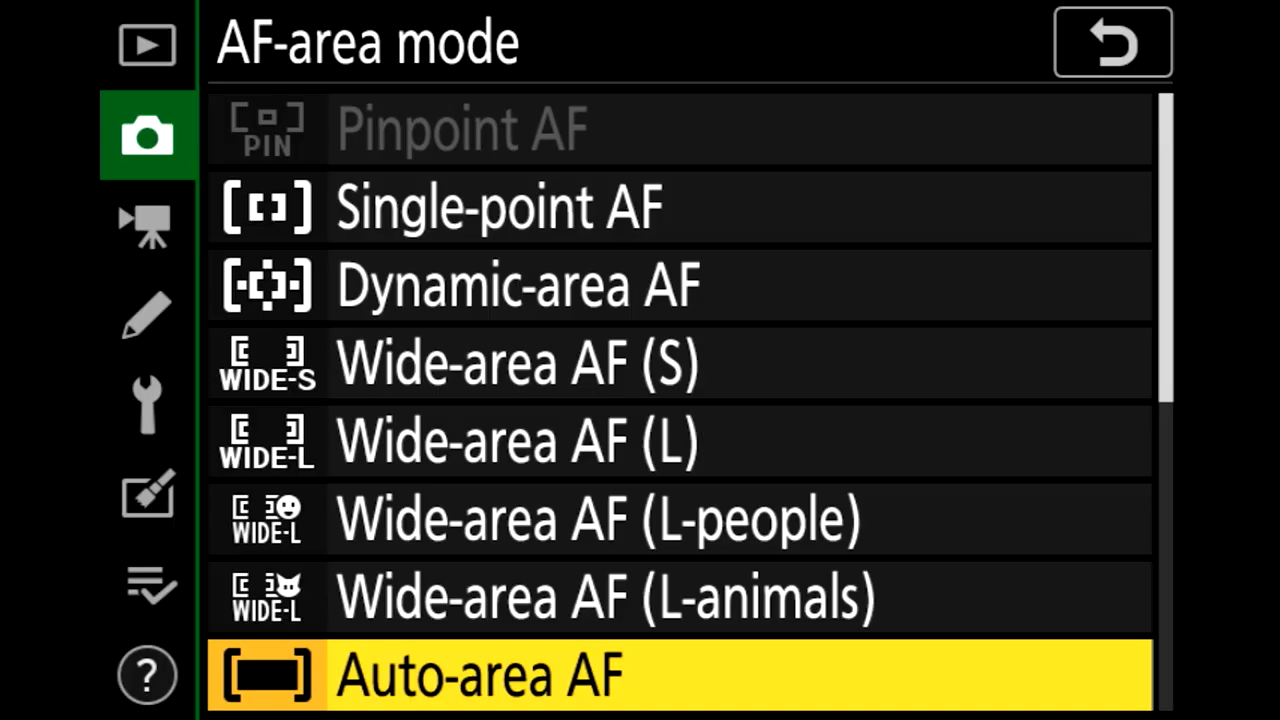 AF-area mode
PIN Pinpoint AF
Single-point AF
Dynamic-area AF
WIDE-S Wide-area AF (S)
WIDE-L Wide-area AF (L)
WIDE-L Wide-area AF (L-people)
WIDE-L Wide-area AF (L-animals)
? Auto-area AF